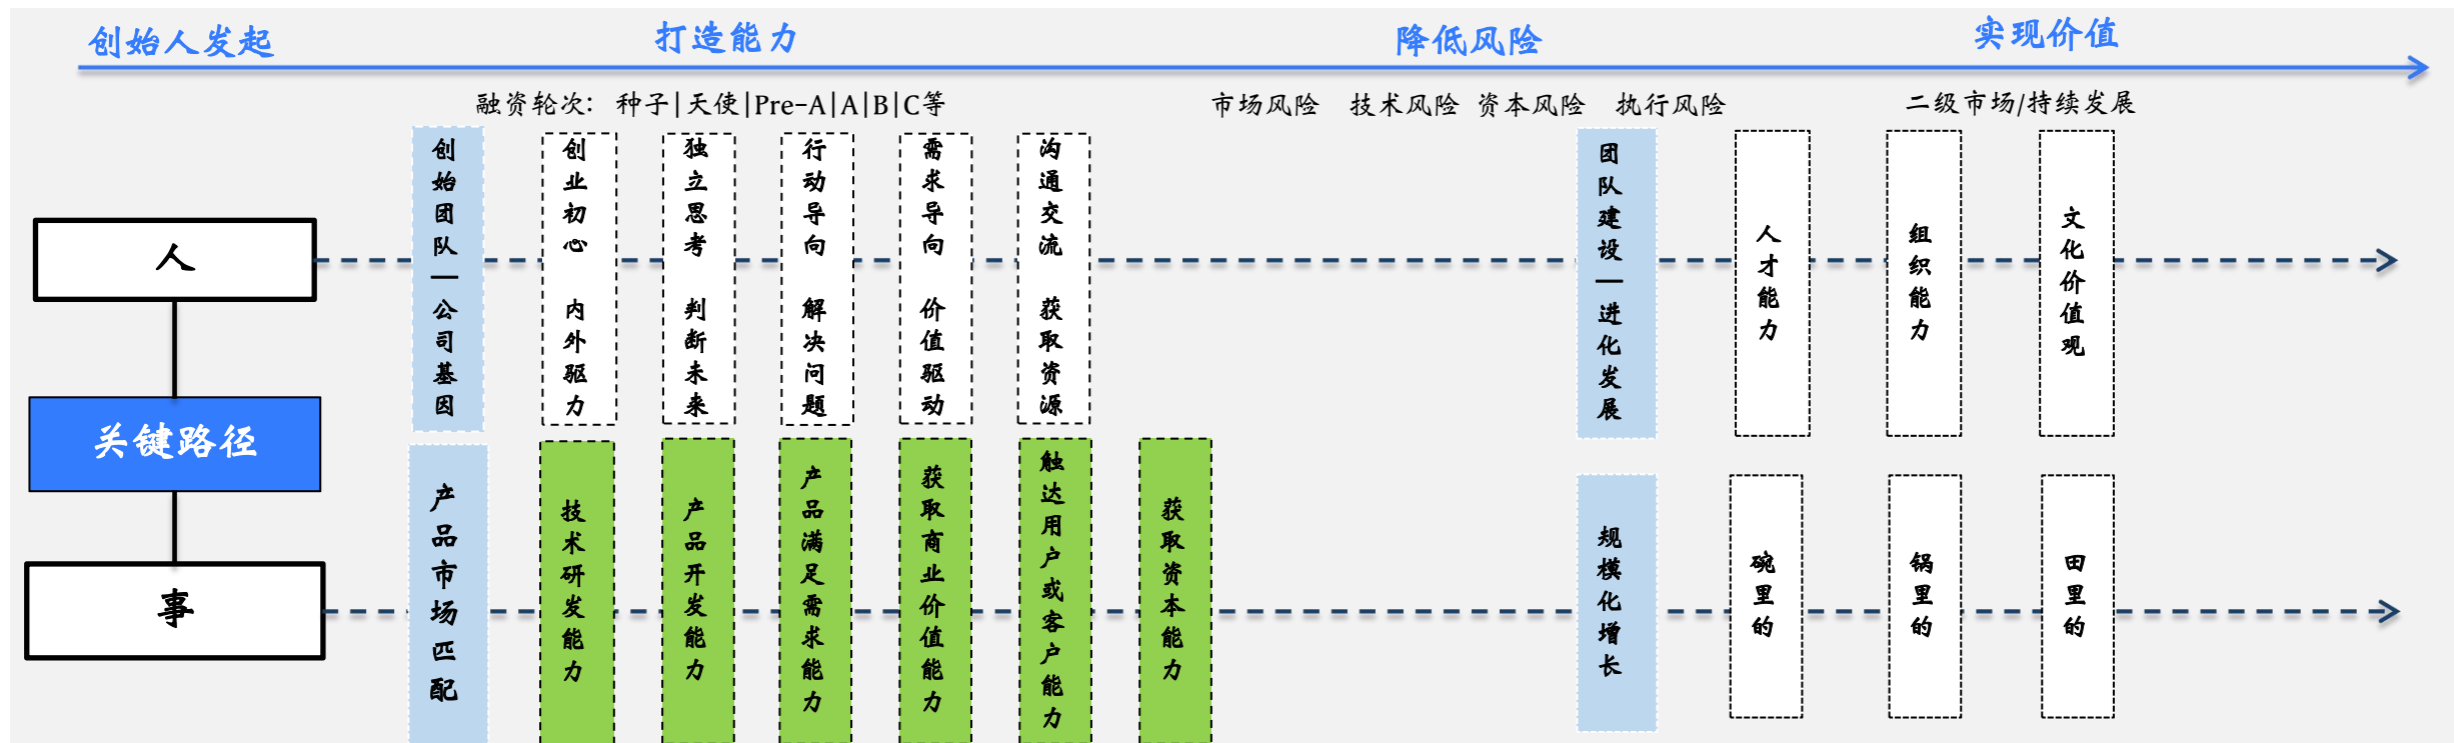 创始人发起
打造能力
降低风险
实现价值
融资轮次: 种子|天使|Pre-A|A|B|C等
市场风险 技术风险 资本风险 执行风险
二级市场/持续发展
人
关键路径
事
创始团队—公司基因
创业初心 内外驱力
独立思考 判断未来
行动导向 解决问题
需求导向 价值驱动
沟通交流 获取资源
团队建设—进化发展
人才能力
组织能力
文化价值观
产品市场匹配
技术研发能力
产品开发能力
产品满足需求能力
获取商业价值能力
触达用户或客户能力
获取资本能力
规模化增长
碗里的
锅里的
田里的